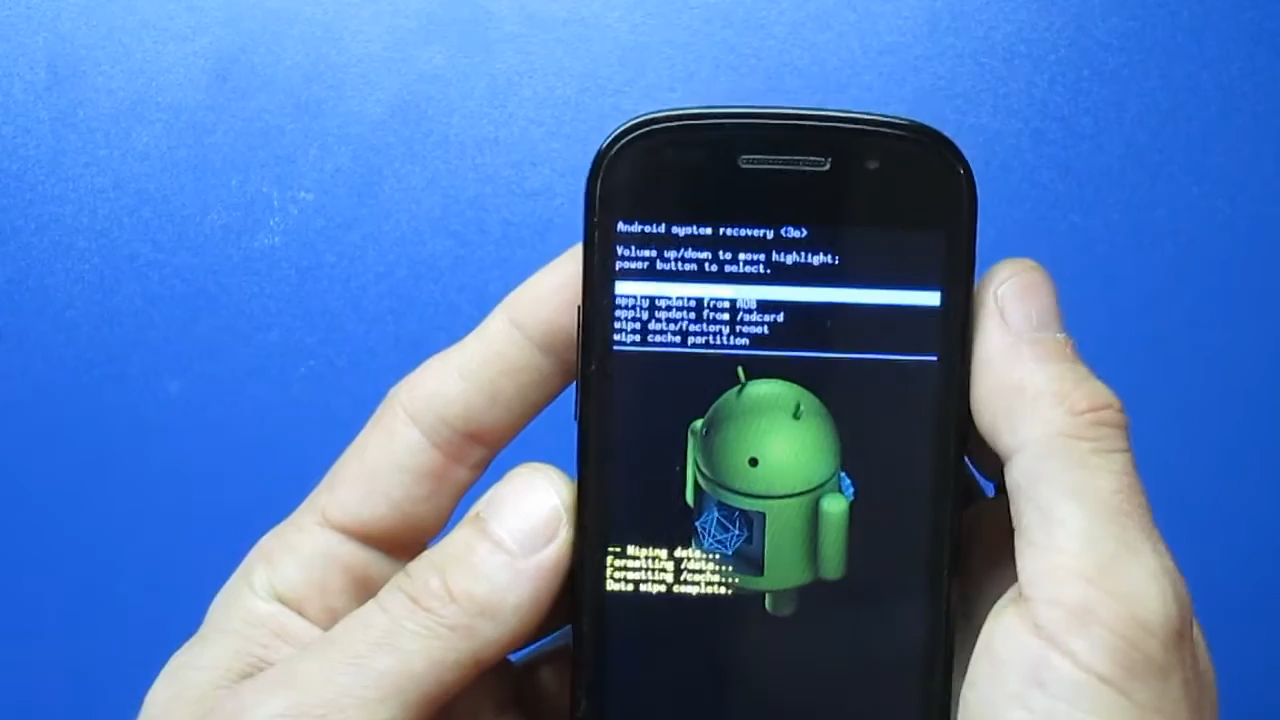 Android system recovery <3e>
Volume up/down to move highlight;
power button to select.
apply update from ADB
apply update from /sdcard
wipe data/factory reset
wipe cache partition
-- Wiping data...
Formatting /data...
Formatting /cache...
Data wipe complete.